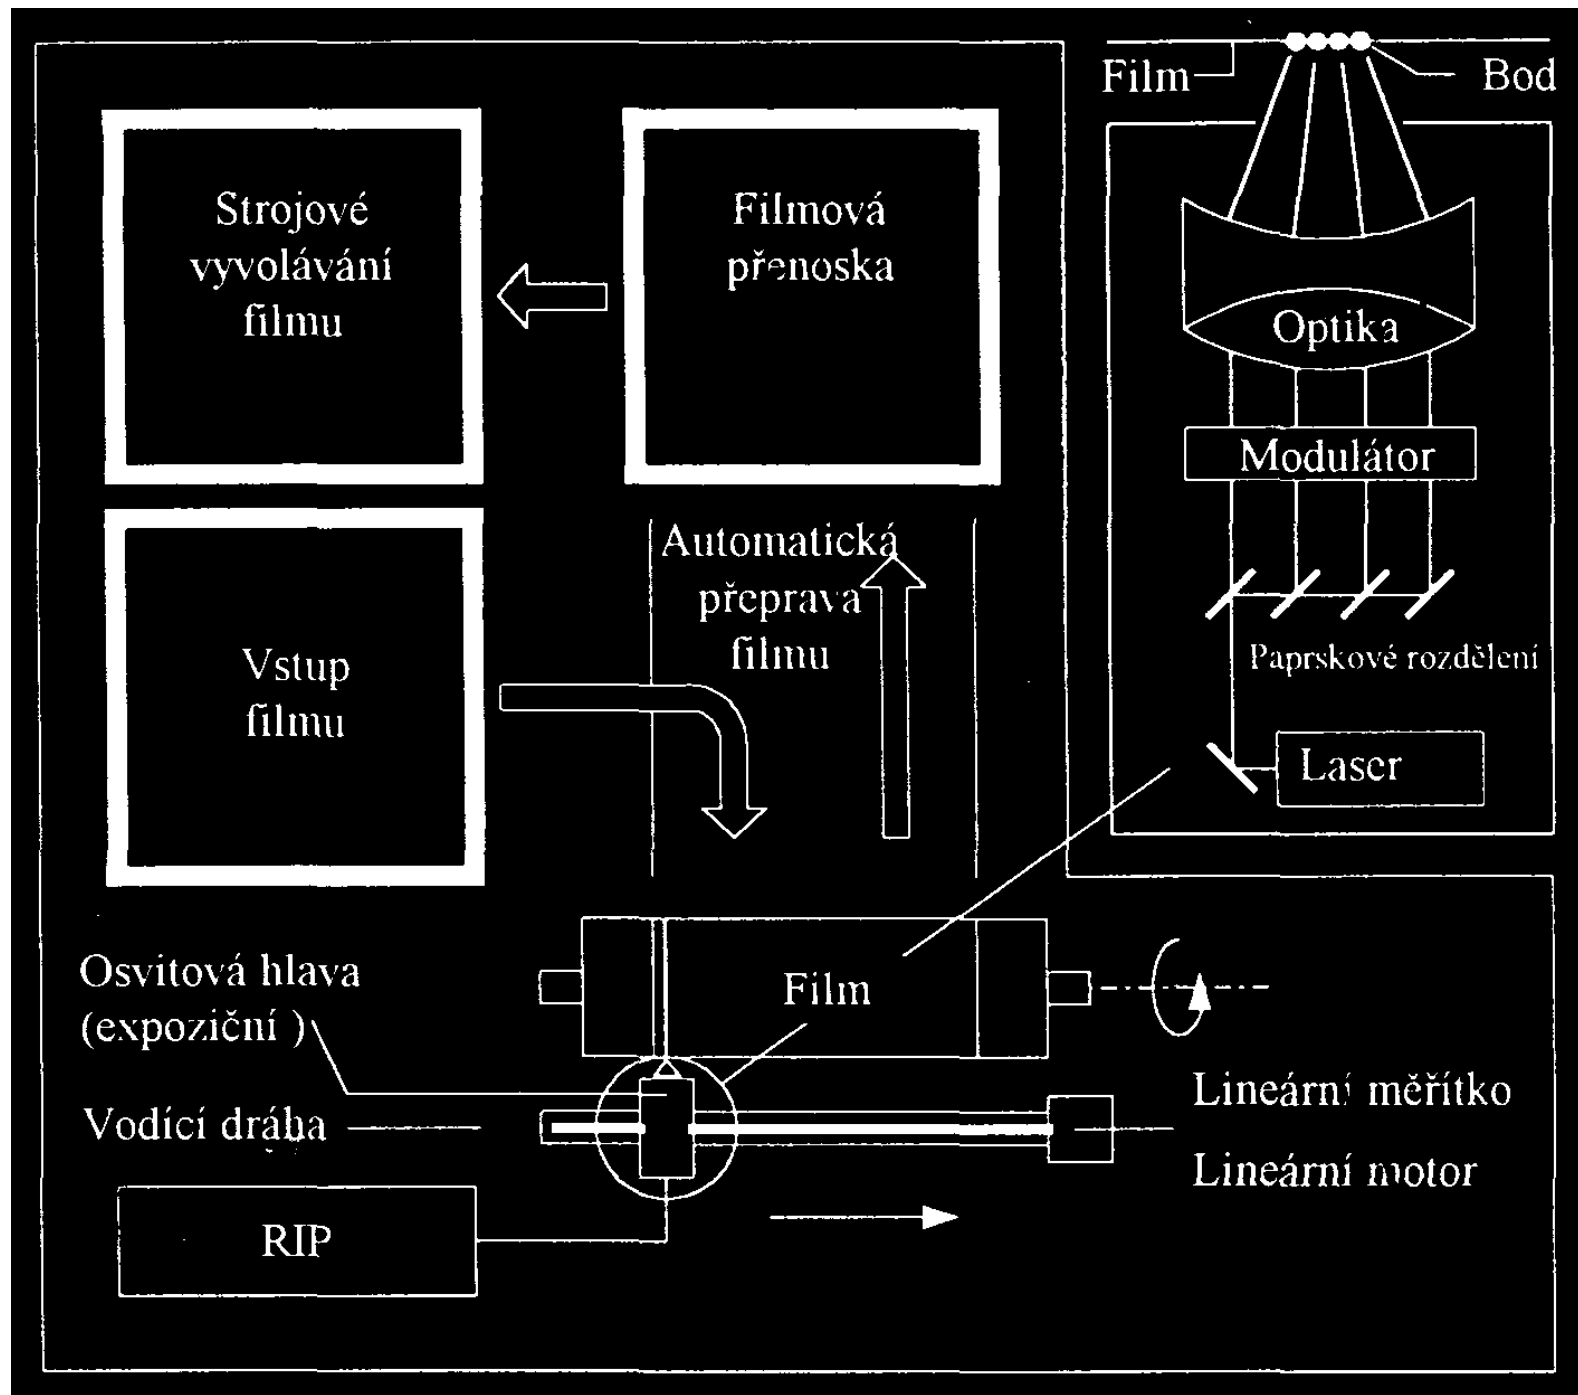 Film
Bod
Strojové
vyvolávání
filmu
Filmová
přenoska
Optika
Modulátor
Automatická
přeprava
filmu
Paprskové rozdělení
Vstup
filmu
Laser
Osvitová hlava
(expoziční )
Film
Vodící dráha
Lineární měřítko
Lineární motor
RIP